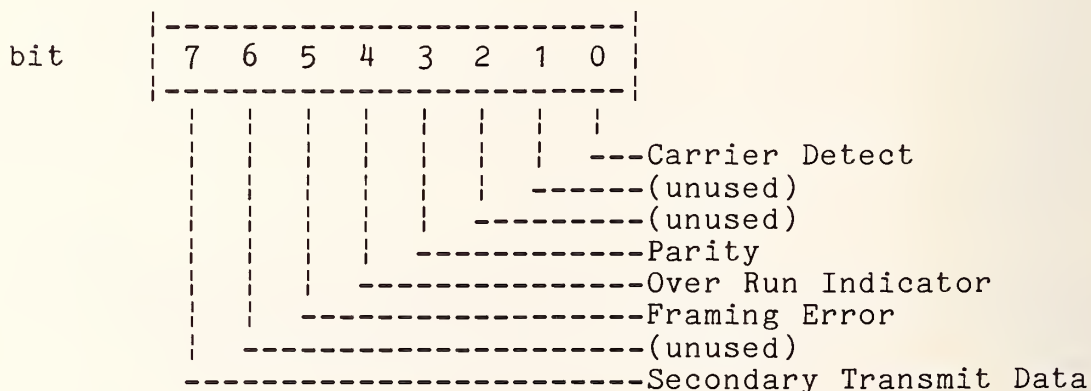 bit 7 6 5 4 3 2 1 0
Carrier Detect
(unused)
(unused)
Parity
Over Run Indicator
Framing Error
(unused)
Secondary Transmit Data